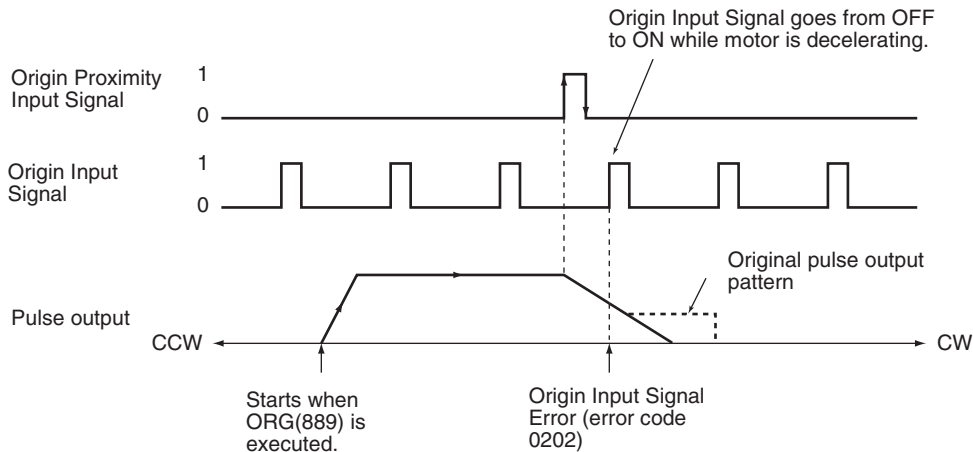 Origin Input Signal goes from OFF
to ON while motor is decelerating.
Origin Proximity
Input Signal
1
0
Origin Input
Signal
1
0
Original pulse output
pattern
Pulse output
CCW
CW
Starts when
ORG(889) is
executed.
Origin Input Signal
Error (error code
0202)